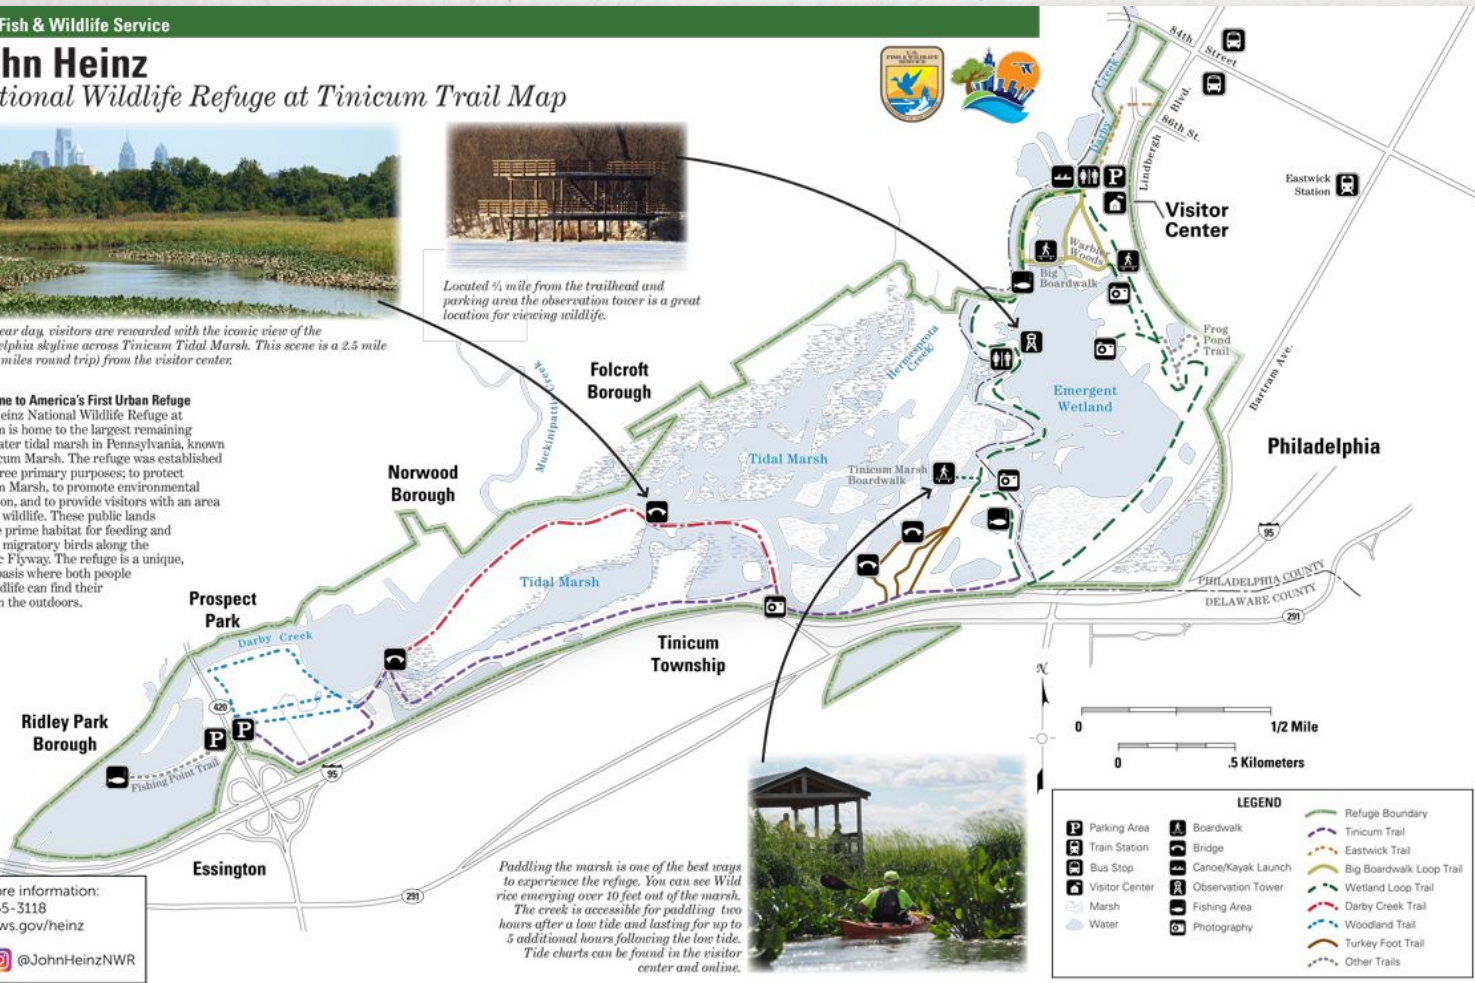 Fish & Wildlife Service
hn Heinz
tional Wildlife Refuge at Tinicum Trail Map
U.S.
FISH & WILDLIFE
SERVICE
Located ¾ mile from the trailhead and
parking area the observation tower is a great
location for viewing wildlife.
ear day, visitors are rewarded with the iconic view of the
elphia skyline across Tinicum Tidal Marsh. This scene is a 2.5 mile
miles round trip) from the visitor center.
me to America's First Urban Refuge
Heinz National Wildlife Refuge at
m is home to the largest remaining
ater tidal marsh in Pennsylvania, known
cum Marsh. The refuge was established
ree primary purposes; to protect
m Marsh, to promote environmental
on, and to provide visitors with an area
wildlife. These public lands
e prime habitat for feeding and
migratory birds along the
c Flyway. The refuge is a unique,
oasis where both people
dlife can find their
n the outdoors.
84th
Street
Creek
Darby
Blvd.
Lindbergh
86th St.
P
Eastwick
Station
Visitor
Center
Warbler
Woods
Big
Boardwalk
Frog
Pond
Trail
Hermesprota
Creek
Muckinipattis Creek
Folcroft
Borough
Emergent
Wetland
Bartram Ave.
Philadelphia
Tidal Marsh
Tinicum Marsh
Boardwalk
Norwood
Borough
95
Tidal Marsh
PHILADELPHIA COUNTY
DELAWARE COUNTY
291
Prospect
Park
Darby Creek
Tinicum
Township
N
420
Ridley Park
Borough
P
P
Fishing Point Trail
95
0
1/2 Mile
0
.5 Kilometers
Essington
291
Paddling the marsh is one of the best ways
to experience the refuge. You can see Wild
rice emerging over 10 feet out of the marsh.
The creek is accessible for paddling two
hours after a low tide and lasting for up to
5 additional hours following the low tide.
Tide charts can be found in the visitor
center and online.
ore information:
65-3118
ws.gov/heinz
@JohnHeinzNWR
LEGEND
P Parking Area
Train Station
Bus Stop
Visitor Center
Marsh
Water
Boardwalk
Bridge
Canoe/Kayak Launch
Observation Tower
Fishing Area
Photography
Refuge Boundary
Tinicum Trail
Eastwick Trail
Big Boardwalk Loop Trail
Wetland Loop Trail
Darby Creek Trail
Woodland Trail
Turkey Foot Trail
Other Trails